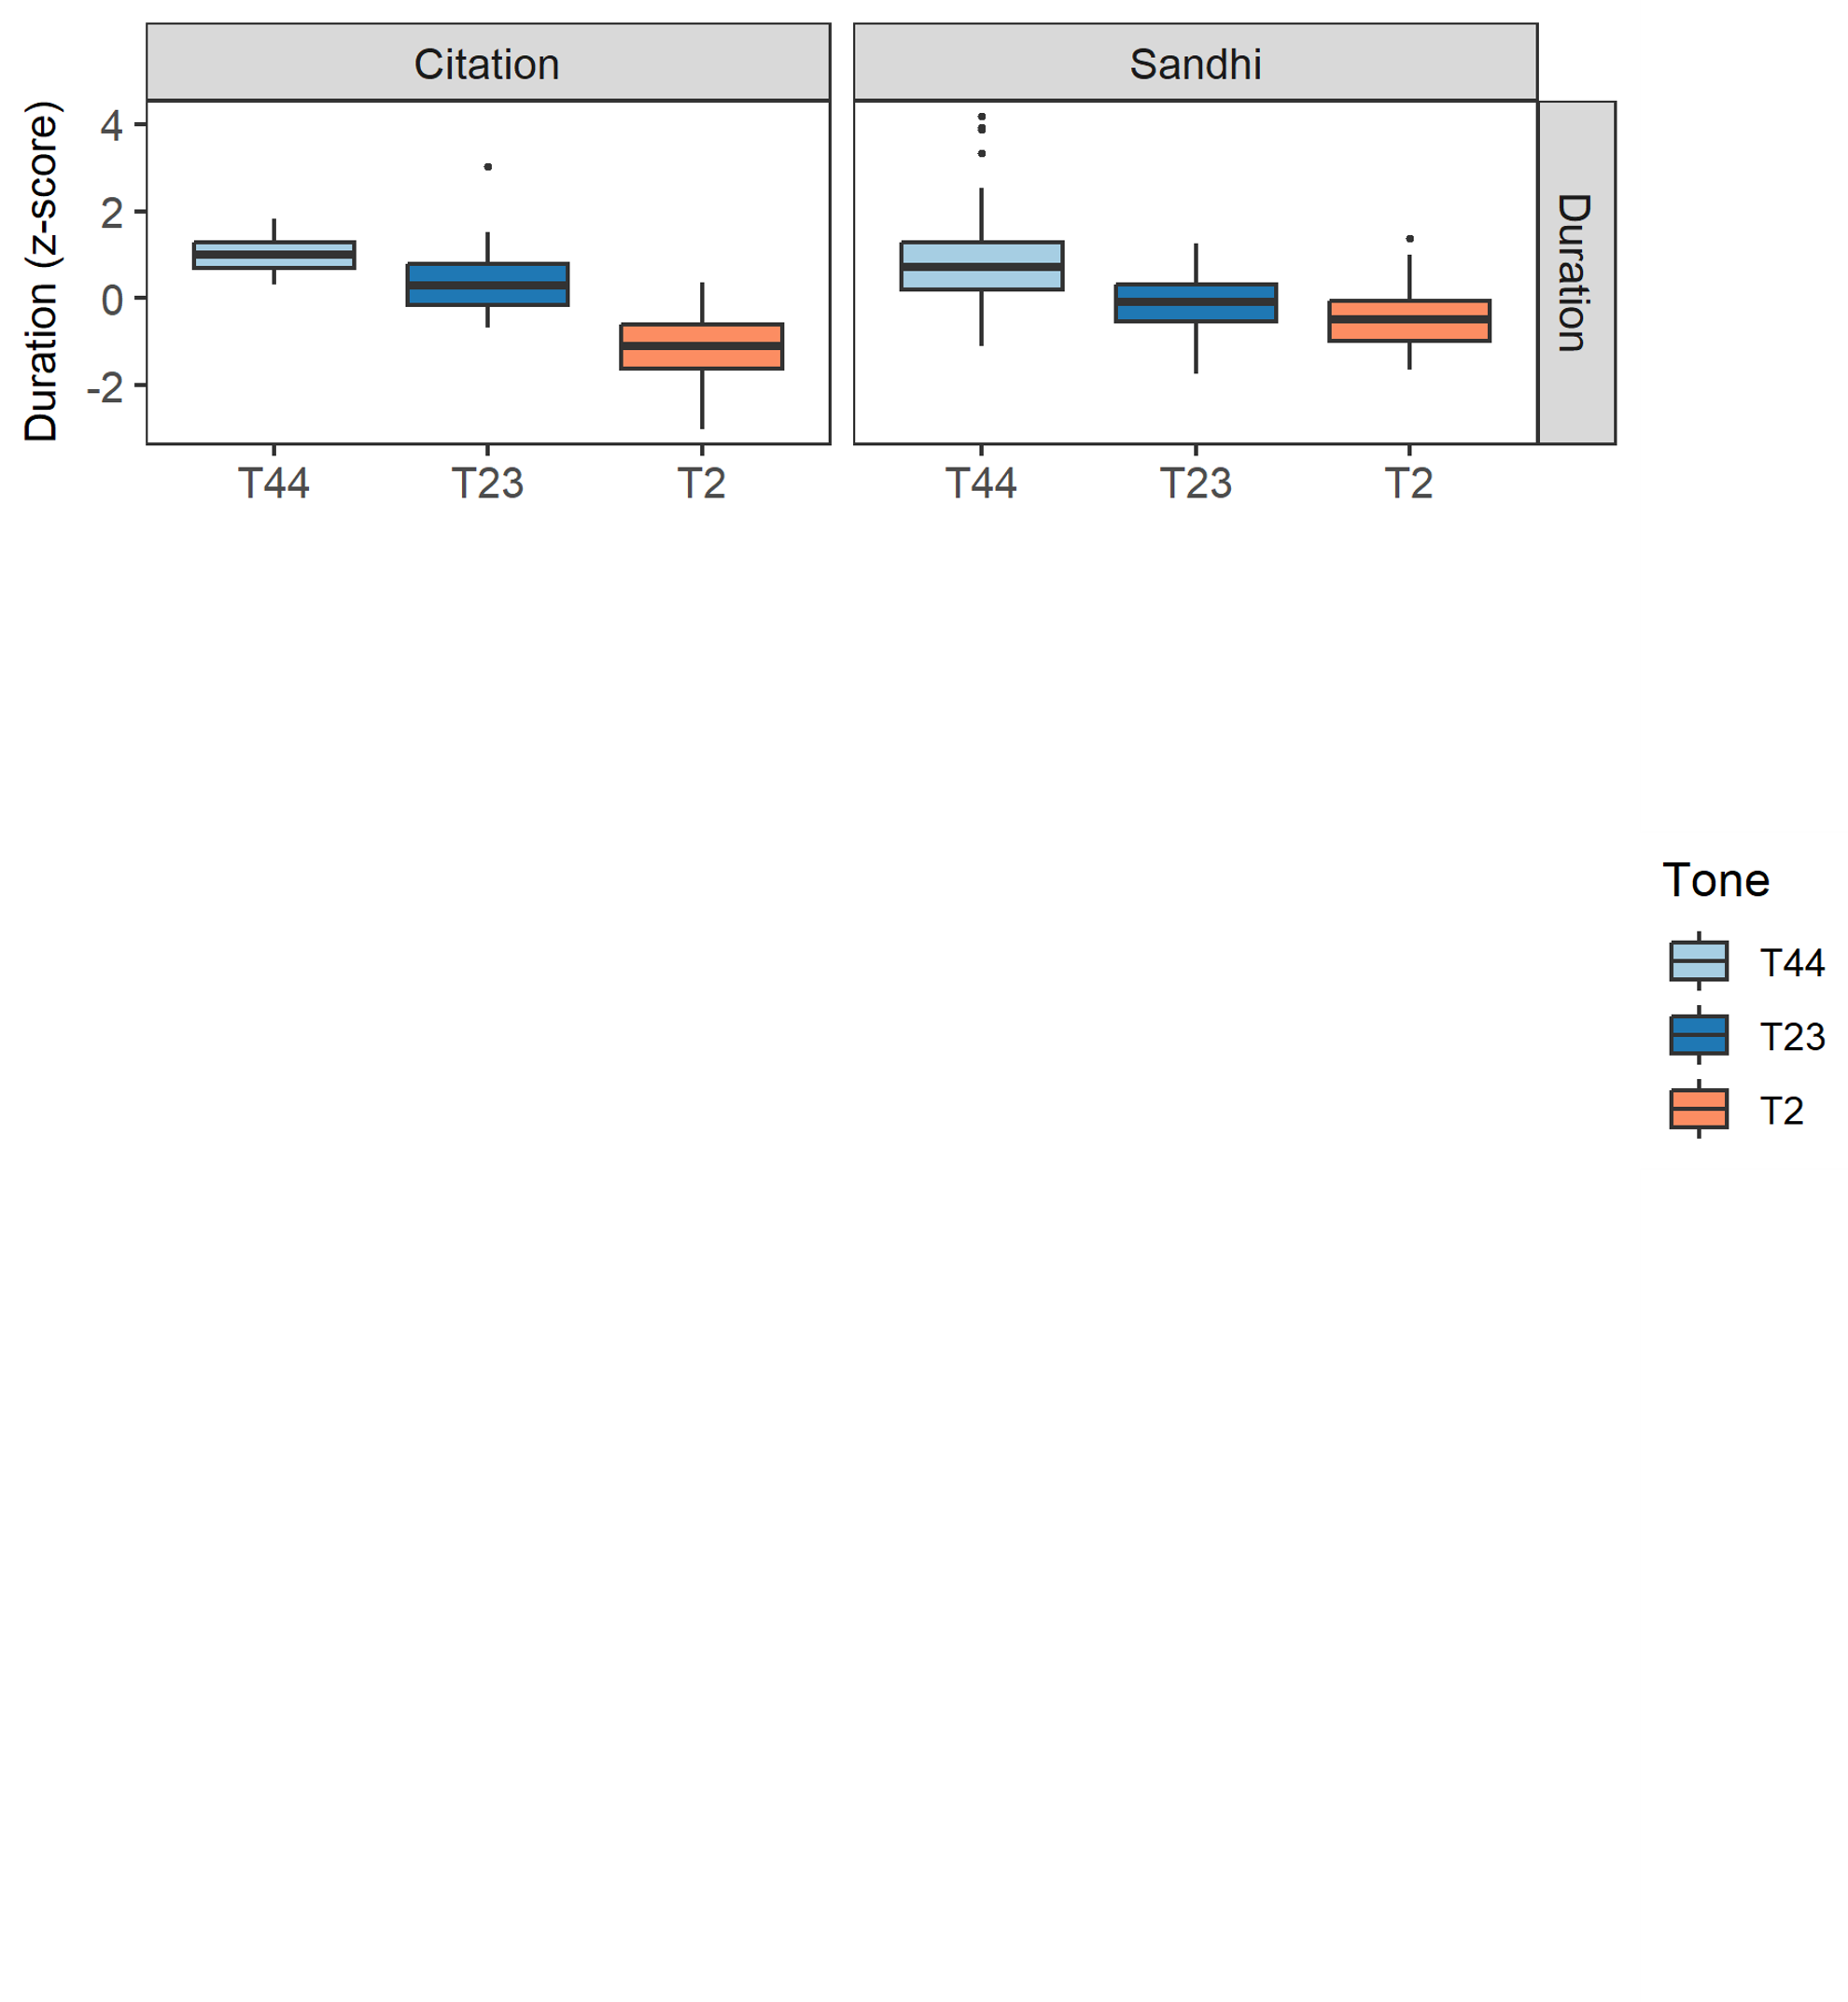 Citation
Sandhi
Duration (z-score)
4
2
0
-2
Duration
T44
T23
T2
T44
T23
T2
Tone
T44
T23
T2